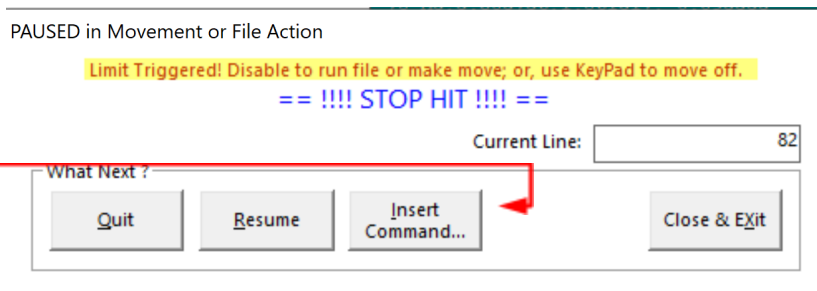 PAUSED in Movement or File Action
Limit Triggered! Disable to run file or make move; or, use KeyPad to move off.
== !!!! STOP HIT !!!! ==
Current Line: 82
What Next ?
Quit
Resume
Insert
Command...
Close & EXit